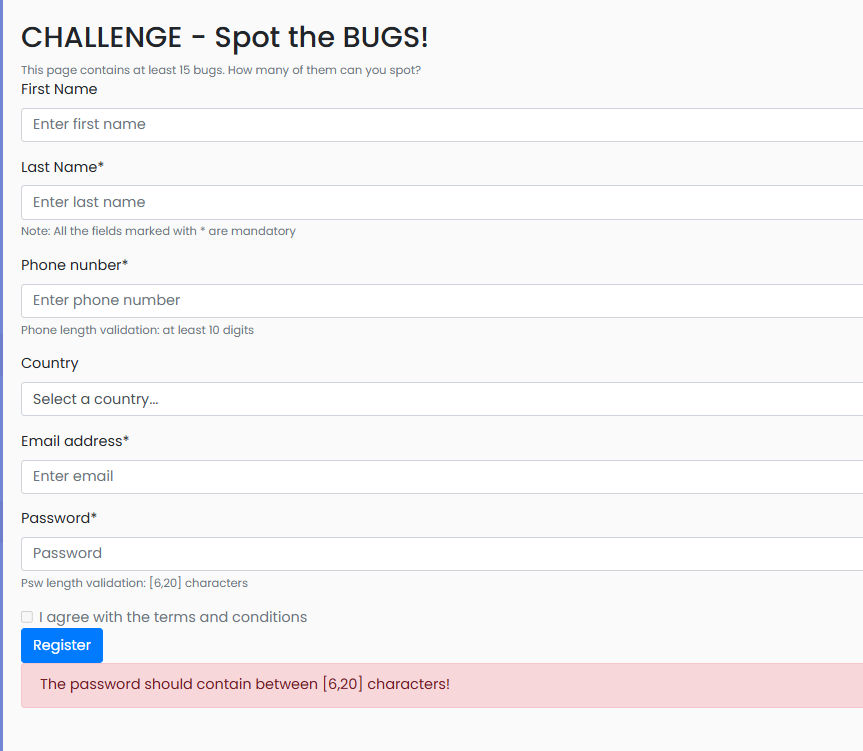 CHALLENGE - Spot the BUGS!
This page contains at least 15 bugs. How many of them can you spot?
First Name
Enter first name
Last Name*
Enter last name
Note: All the fields marked with * are mandatory
Phone nunber*
Enter phone number
Phone length validation: at least 10 digits
Country
Select a country...
Email address*
Enter email
Password*
Password
Psw length validation: [6,20] characters
I agree with the terms and conditions
Register
The password should contain between [6,20] characters!